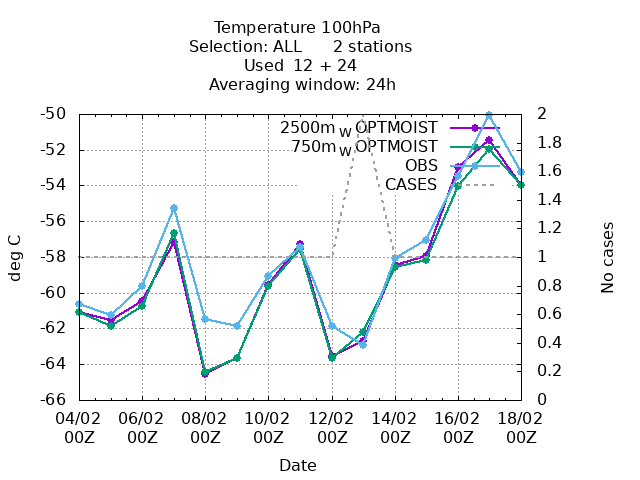 Temperature 100hPa
Selection: ALL 2 stations
Used 12 + 24
Averaging window: 24h
2500m W OPTMOIST
750m W OPTMOIST
OBS
CASES
deg C
-50
-52
-54
-56
-58
-60
-62
-64
-66
2
1.8
1.6
1.4
1.2
1
0.8
0.6
0.4
0.2
0
No cases
04/02 06/02 08/02 10/02 12/02 14/02 16/02 18/02
00Z 00Z 00Z 00Z 00Z 00Z 00Z 00Z
Date